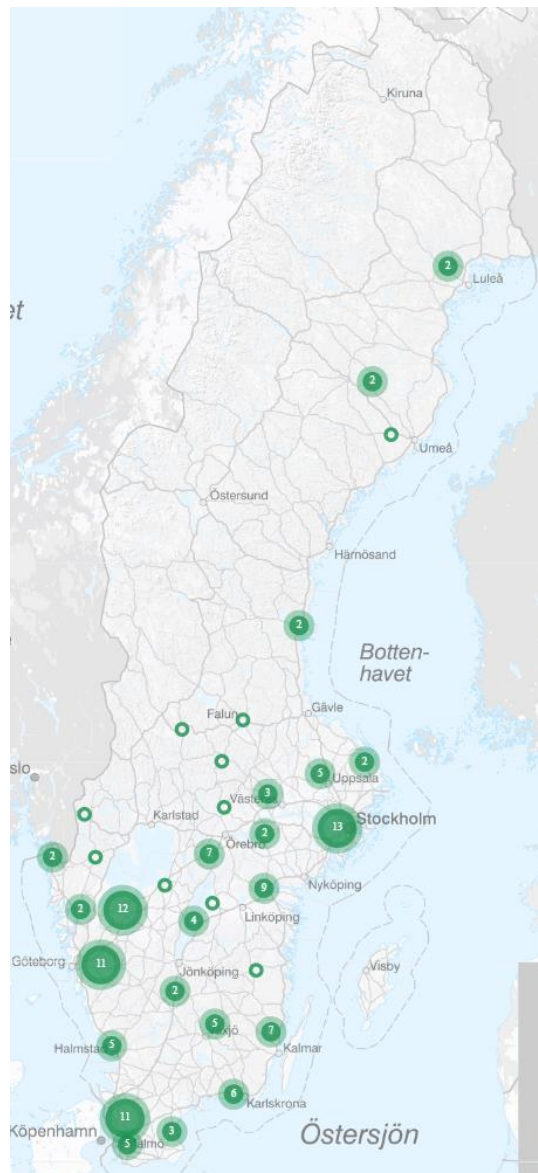 Kiruna
2
Luleå
et
2
Umeå
Östersund
Härnösand
2
Botten-
havet
Falun
Gävle
2
5
Uppsala
slo
3
Västerås
Karlstad
13
Stockholm
2
Örebro
7
2
9
Nyköping
2
12
4
Linköping
11
Göteborg
Jönköping
Visby
2
5
Växjö
7
5
Halmstad
Kalmar
6
Karlskrona
11
Köpenhamn
3
5
Malmö
Östersjön